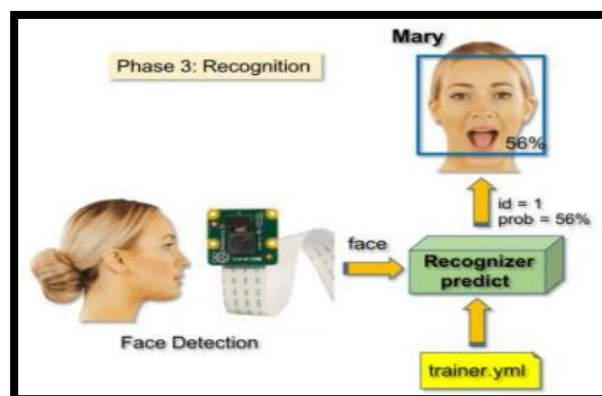 Mary
Phase 3: Recognition
56%
id = 1
prob = 56%
face
Recognizer
predict
Face Detection
trainer.yml